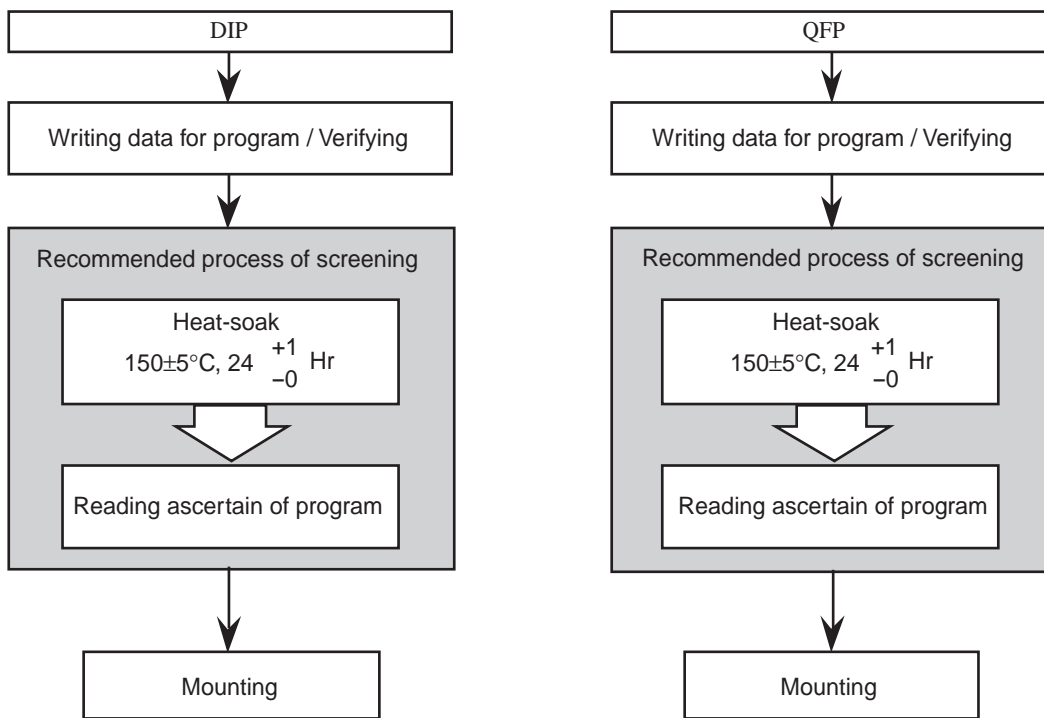 DIP
Writing data for program / Verifying
Recommended process of screening
Heat-soak
150±5°C, 24 +1 −0 Hr
Reading ascertain of program
Mounting
QFP
Writing data for program / Verifying
Recommended process of screening
Heat-soak
150±5°C, 24 +1 −0 Hr
Reading ascertain of program
Mounting